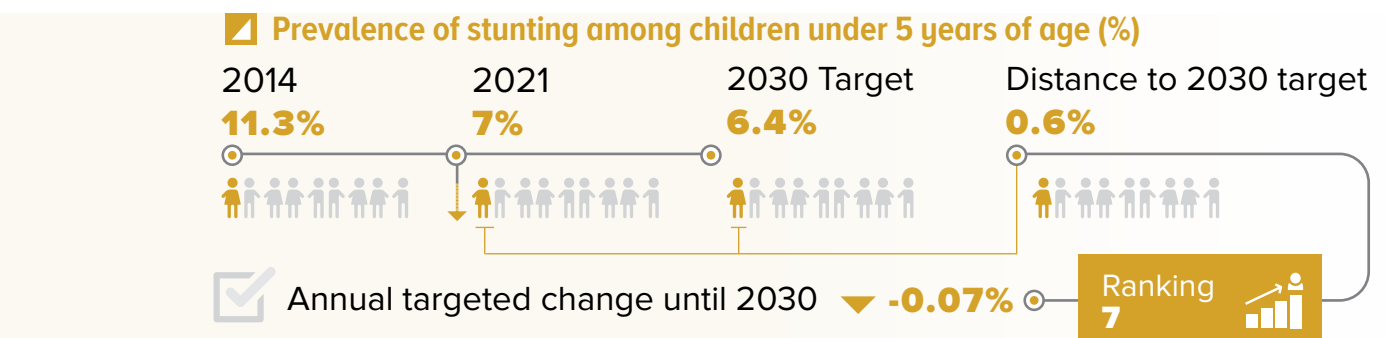 Prevalence of stunting among children under 5 years of age (%)
2014
11.3%
2021
7%
2030 Target
6.4%
Distance to 2030 target
0.6%
Annual targeted change until 2030
-0.07%
Ranking
7